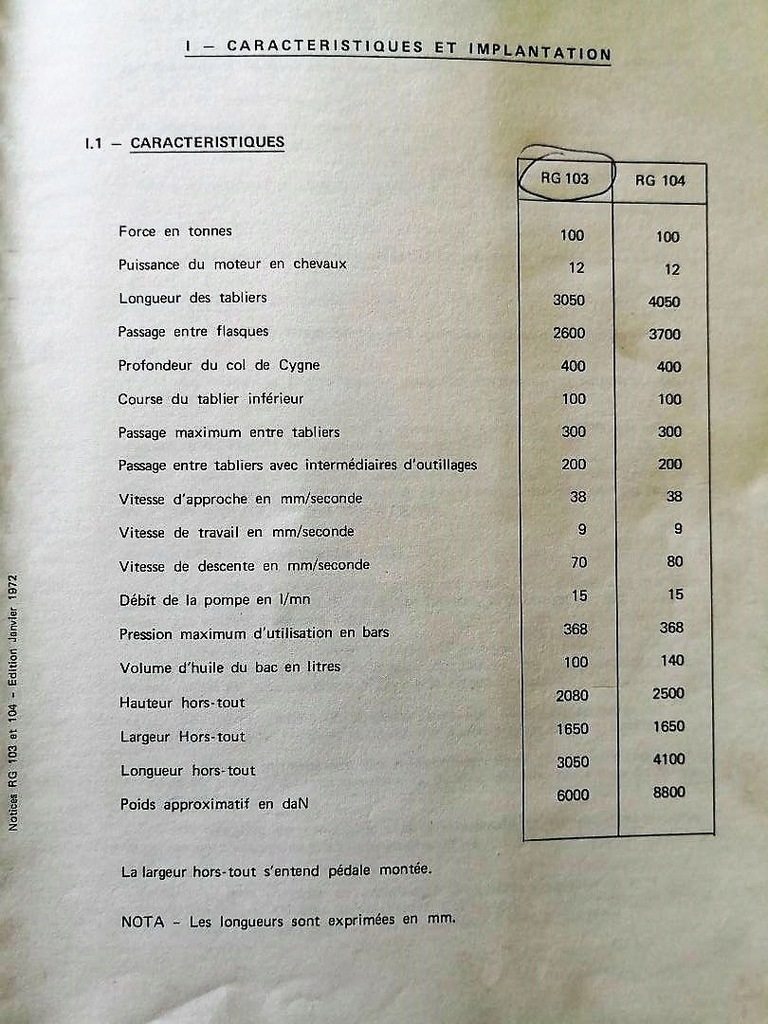 I — CARACTERISTIQUES ET IMPLANTATION
I.1 — CARACTERISTIQUES
RG 103 RG 104
Force en tonnes 100 100
Puissance du moteur en chevaux 12 12
Longueur des tabliers 3050 4050
Passage entre flasques 2600 3700
Profondeur du col de Cygne 400 400
Course du tablier inférieur 100 100
Passage maximum entre tabliers 300 300
Passage entre tabliers avec intermédiaires d'outillages 200 200
Vitesse d'approche en mm/seconde 38 38
Vitesse de travail en mm/seconde 9 9
Vitesse de descente en mm/seconde 70 80
Débit de la pompe en l/mn 15 15
Pression maximum d'utilisation en bars 368 368
Volume d'huile du bac en litres 100 140
Hauteur hors-tout 2080 2500
Largeur Hors-tout 1650 1650
Longueur hors-tout 3050 4100
Poids approximatif en daN 6000 8800
La largeur hors-tout s'entend pédale montée.
NOTA — Les longueurs sont exprimées en mm.
Notices RG 103 et 104 — Edition Janvier 1972